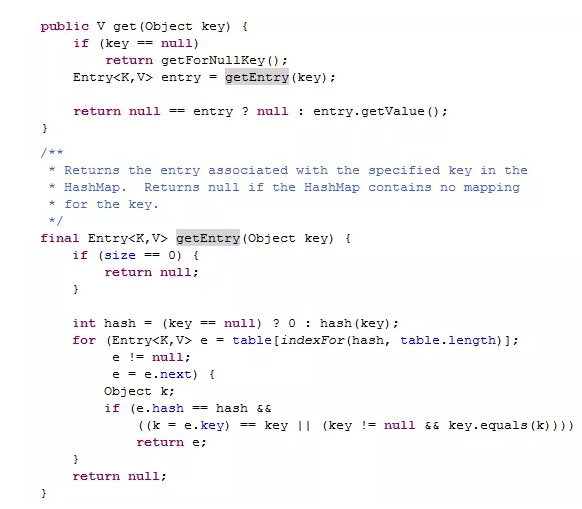 public V get(Object key) {
    if (key == null)
        return getForNullKey();
    Entry<K,V> entry = getEntry(key);

    return null == entry ? null : entry.getValue();
}
/**
 * Returns the entry associated with the specified key in the
 * HashMap.  Returns null if the HashMap contains no mapping
 * for the key.
 */
final Entry<K,V> getEntry(Object key) {
    if (size == 0) {
        return null;
    }

    int hash = (key == null) ? 0 : hash(key);
    for (Entry<K,V> e = table[indexFor(hash, table.length)];
         e != null;
         e = e.next) {
        Object k;
        if (e.hash == hash &&
            ((k = e.key) == key || (key != null && key.equals(k))))
            return e;
    }
    return null;
}